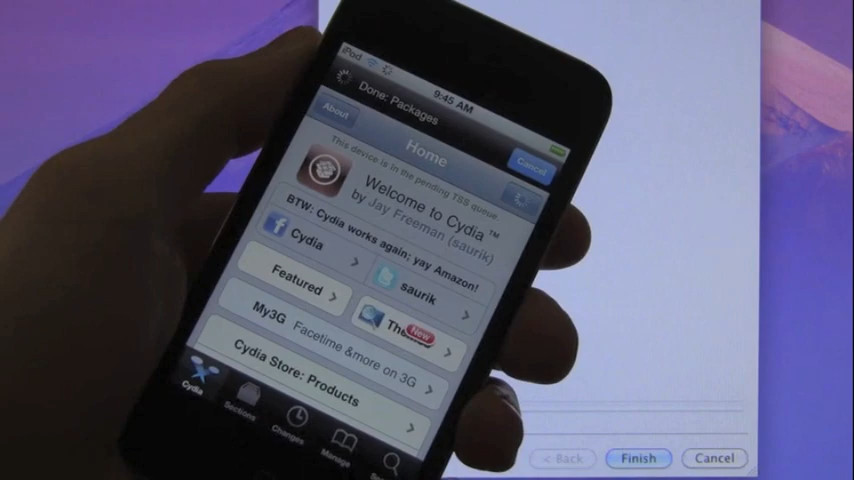 iPod
9:45 AM
Done: Packages
Cancel
About
Home
This device is in the pending TSS queue.
Welcome to Cydia ™
by Jay Freeman (saurik)
BTW: Cydia works again; yay Amazon!
Cydia
saurik
Featured
New
My3G Facetime &more on 3G
Cydia Store: Products
Cydia
Sections
Changes
Manage
< Back
Finish
Cancel